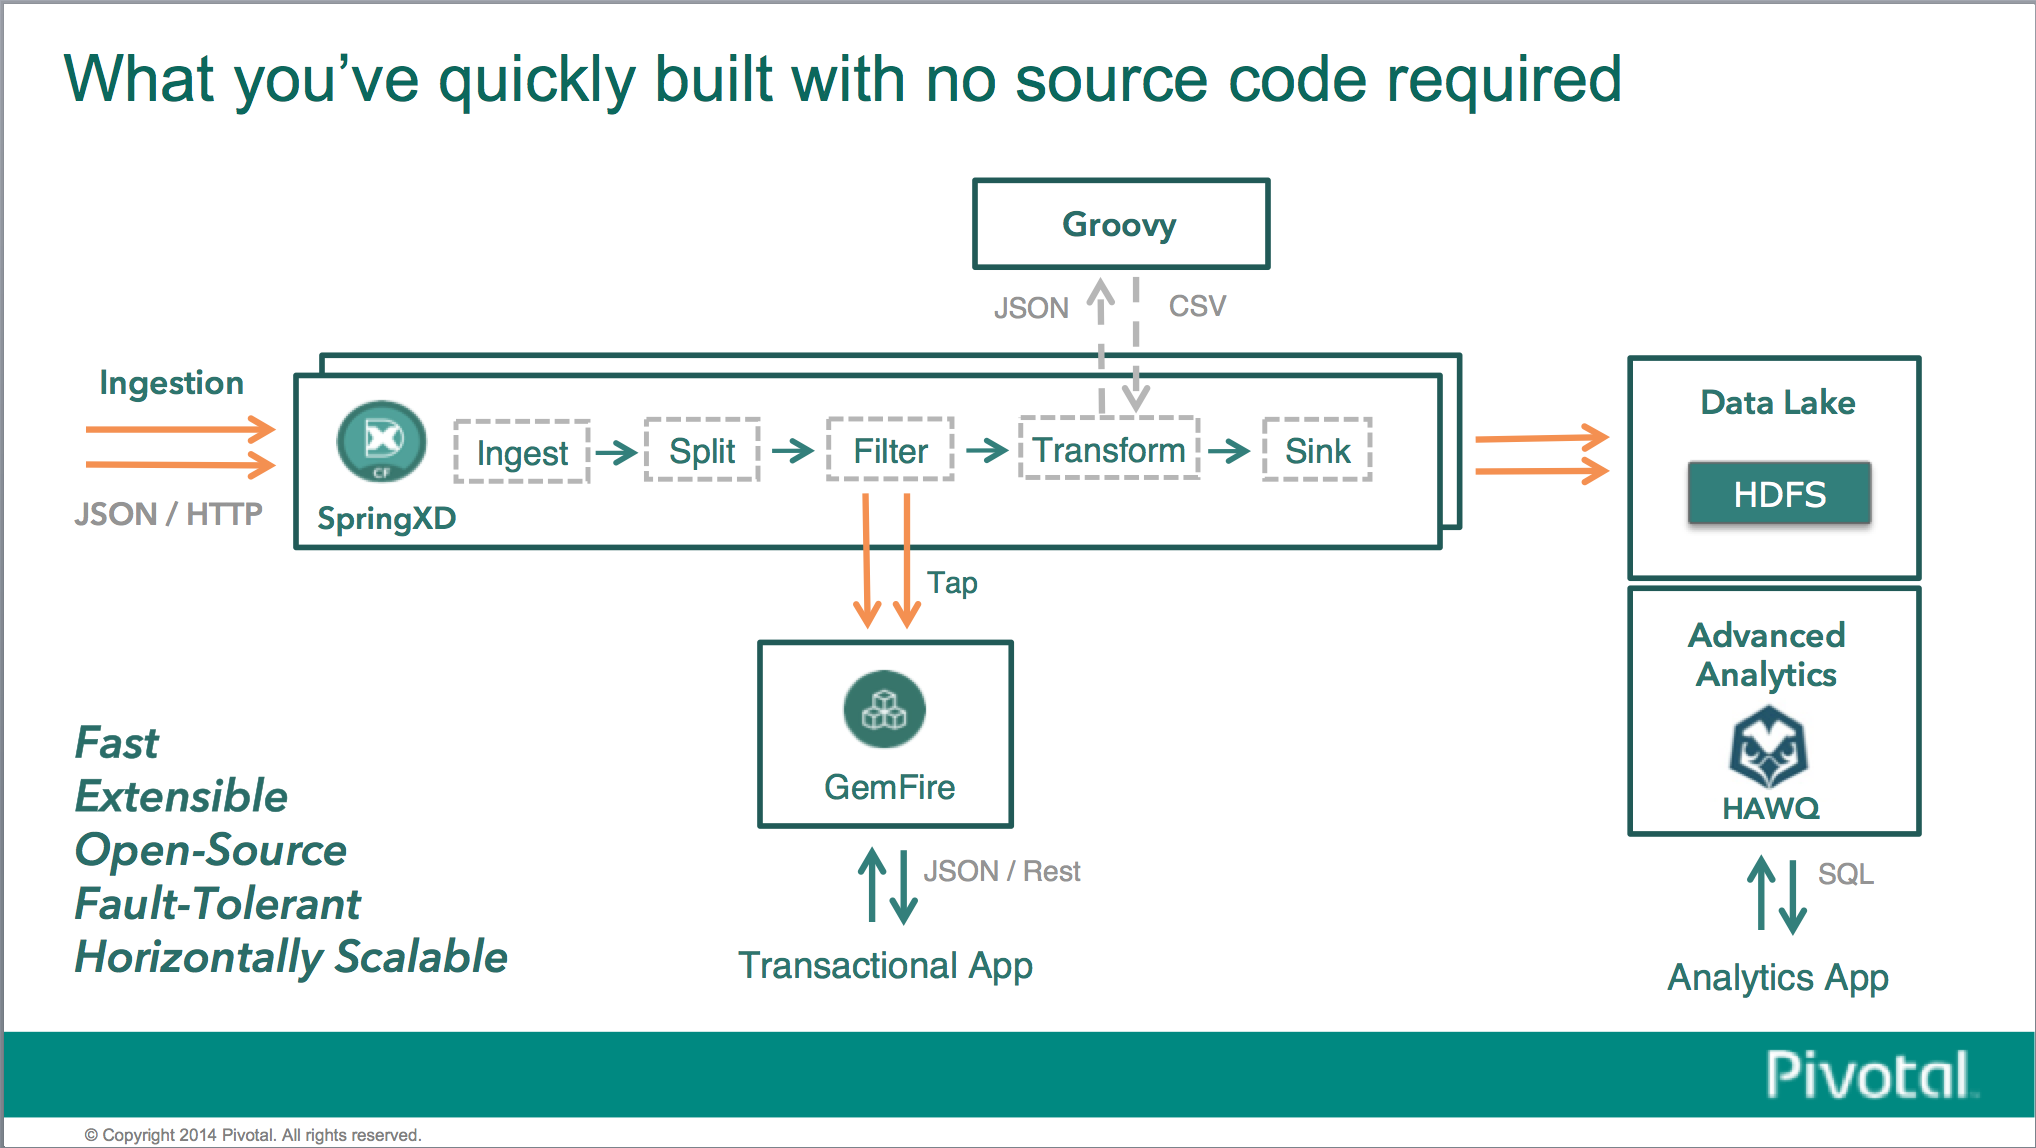 What you’ve quickly built with no source code required
Groovy
JSON
CSV
Ingestion
JSON / HTTP
CF
SpringXD
Ingest
Split
Filter
Transform
Sink
Data Lake
HDFS
Tap
GemFire
Advanced
Analytics
HAWQ
JSON / Rest
SQL
Transactional App
Analytics App
Fast
Extensible
Open-Source
Fault-Tolerant
Horizontally Scalable
Pivotal
© Copyright 2014 Pivotal. All rights reserved.